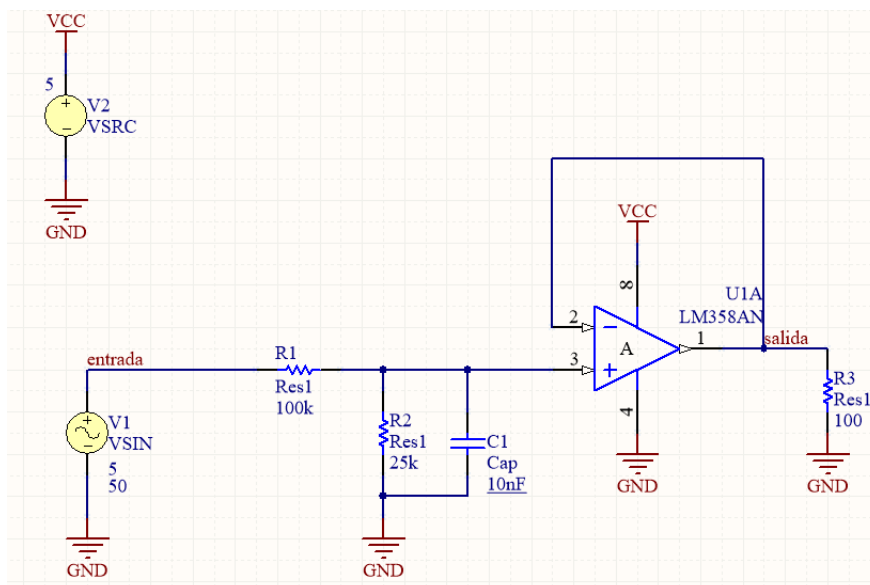 VCC
5
V2
VSRC
GND
VCC
8
U1A
LM358AN
2
A
1
salida
3
4
GND
R3
Res1
100
GND
entrada
R1
Res1
100k
V1
VSIN
5
50
GND
R2
Res1
25k
C1
Cap
10nF
GND